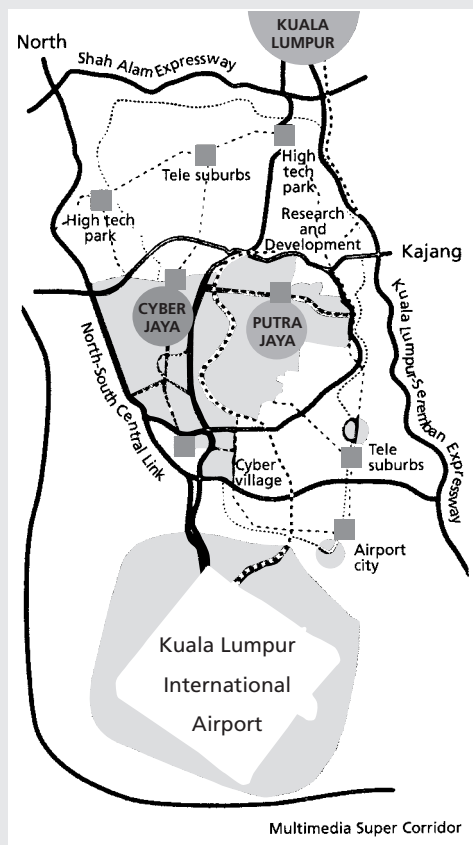 KUALA
LUMPUR
North
Shah Alam Expressway
High
tech
park
Tele suburbs
High tech
park
Research
and
Development
Kajang
CYBER
JAYA
PUTRA
JAYA
Kuala Lumpur-Seremban Expressway
North-South Central Link
Tele
suburbs
Cyber
village
Airport
city
Kuala Lumpur
International
Airport
Multimedia Super Corridor